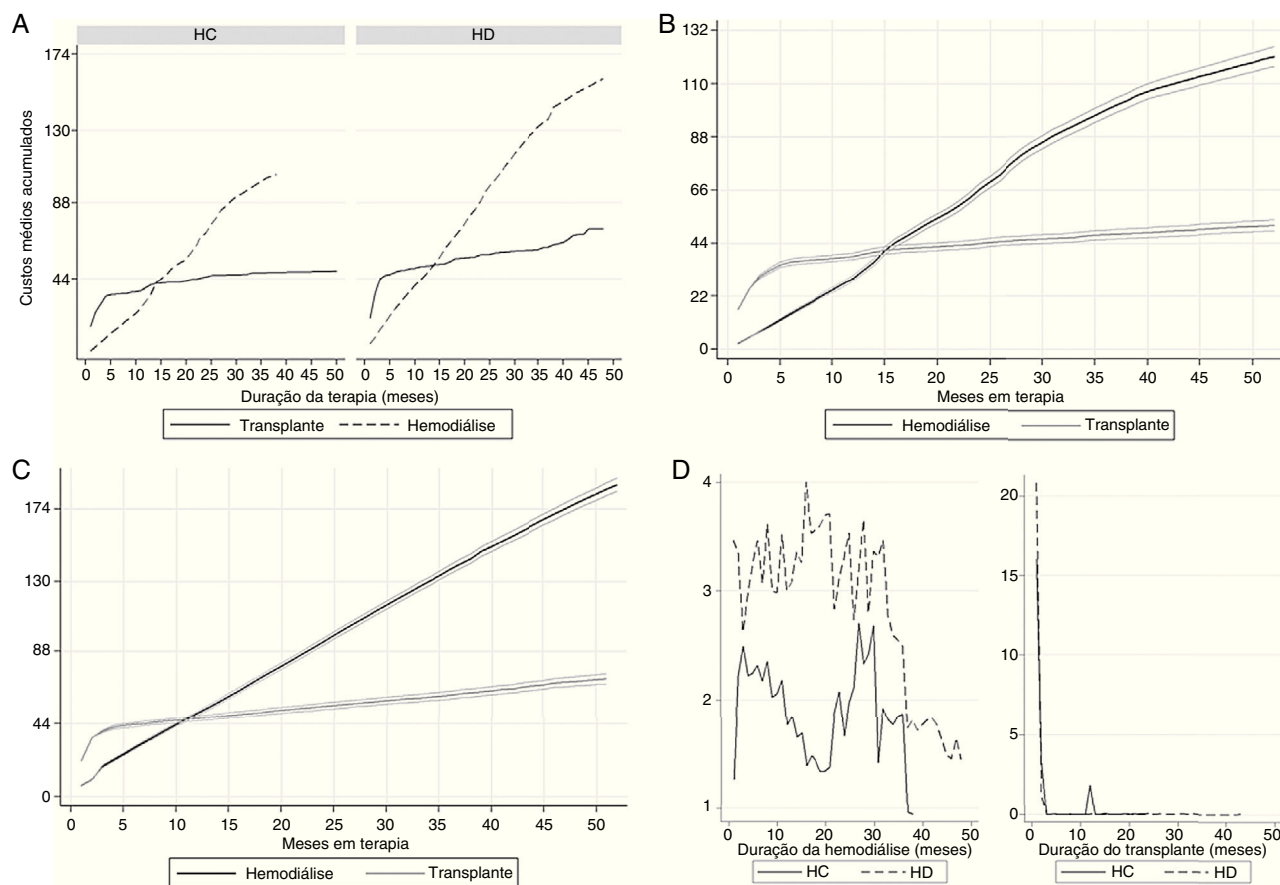 A
HC
HD
174
130
88
44
Custos médios acumulados
0 5 10 15 20 25 30 35 40 45 50
0 5 10 15 20 25 30 35 40 45 50
Duração da terapia (meses)
Transplante
Hemodiálise
B
132
110
88
66
44
22
0
0 5 10 15 20 25 30 35 40 45 50
Meses em terapia
Hemodiálise
Transplante
C
174
130
88
44
0
0 5 10 15 20 25 30 35 40 45 50
Meses em terapia
Hemodiálise
Transplante
D
4
3
2
1
0 10 20 30 40 50
Duração da hemodiálise (meses)
HC
HD
20
15
10
5
0
0 10 20 30 40 50
Duração do transplante (meses)
HC
HD